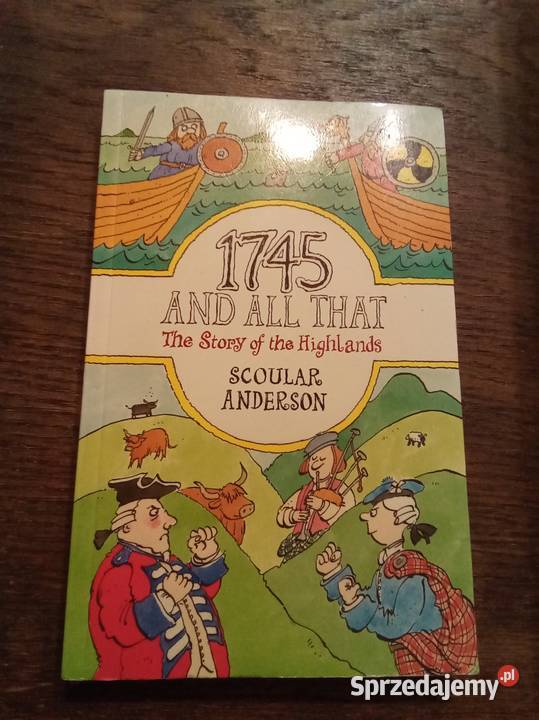 1745
AND ALL THAT
The Story of the Highlands
SCOULAR
ANDERSON
Sprzedajemy.pl